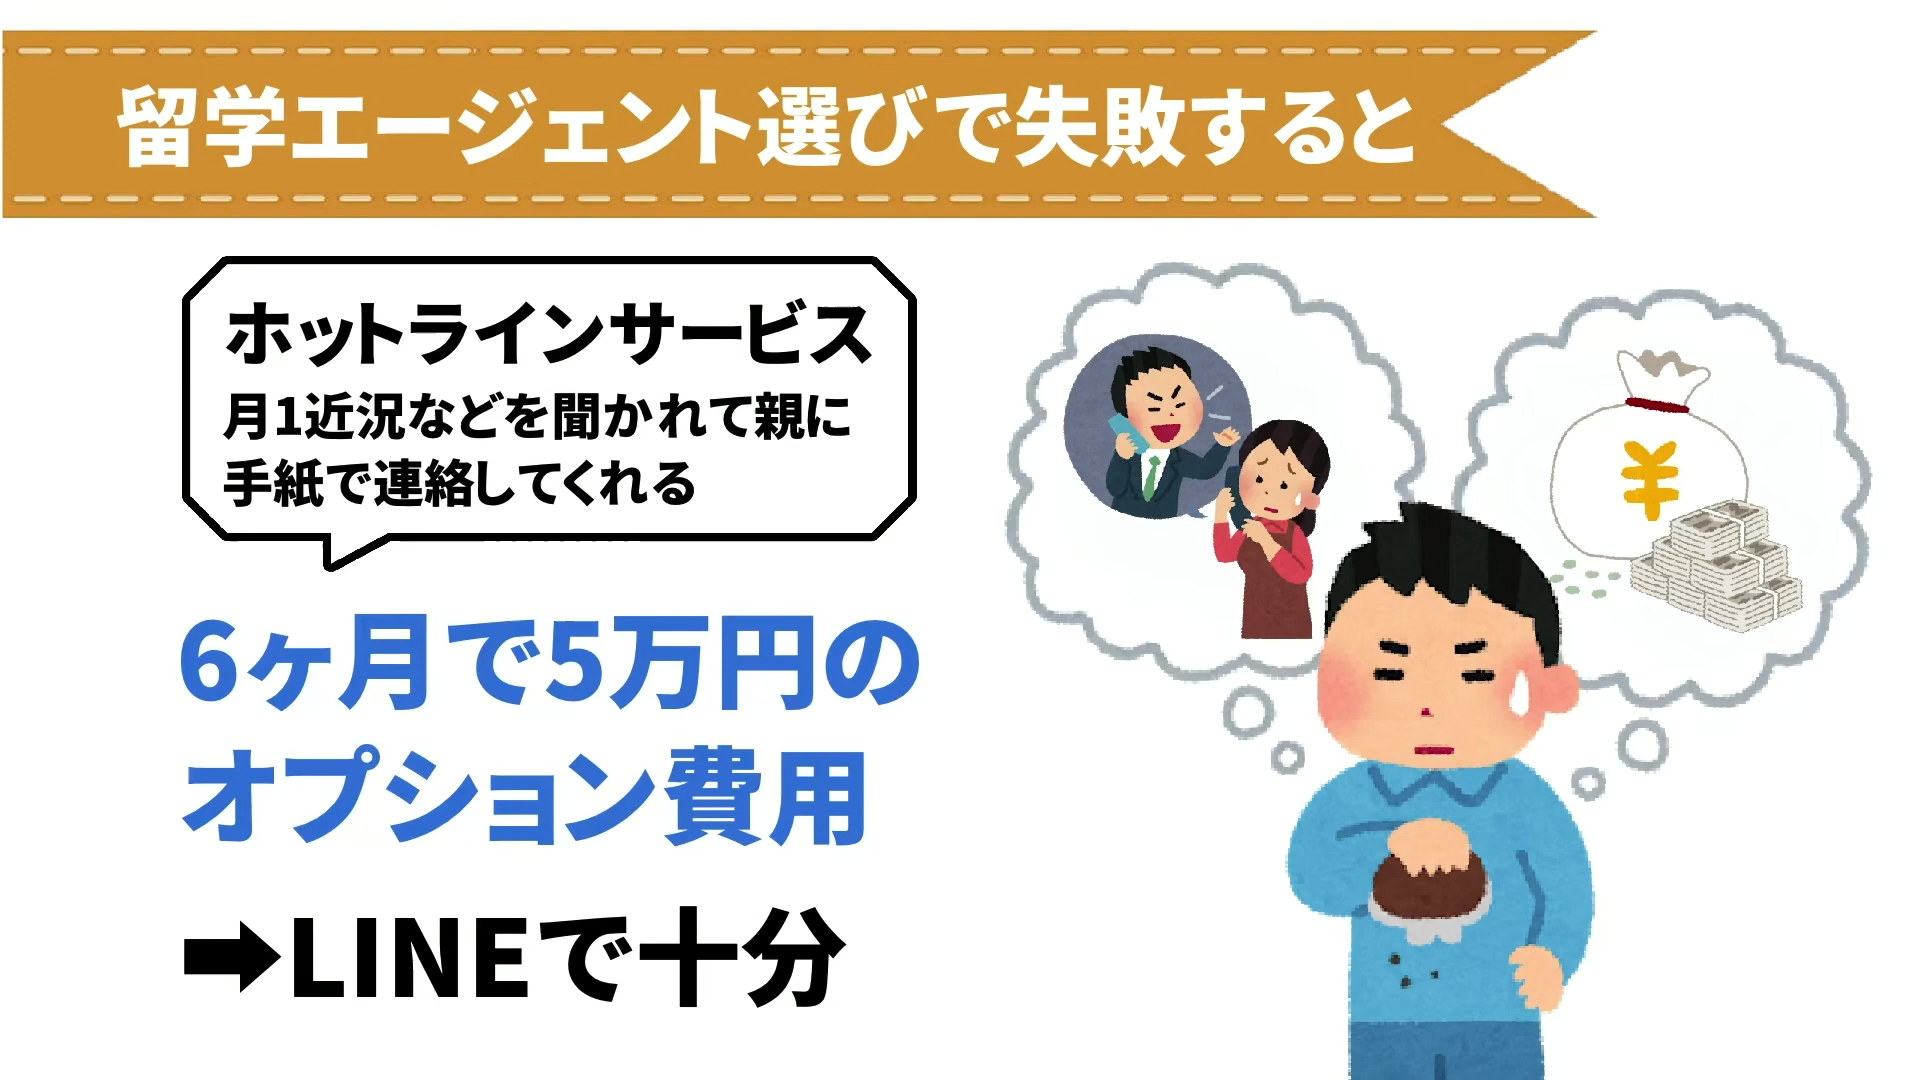 留学エージェント選びで失敗すると
ホットラインサービス
月1近況などを聞かれて親に
手紙で連絡してくれる
6ヶ月で5万円の
オプション費用
➡LINEで十分
¥